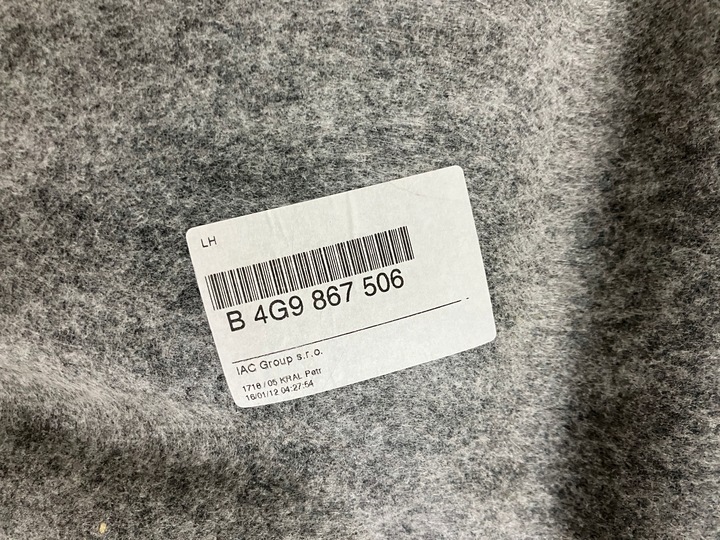 LH
B 4G9 867 506
IAC Group s.r.o.
1718 / 05 KRAL Petr
16/01/12 04:27:54